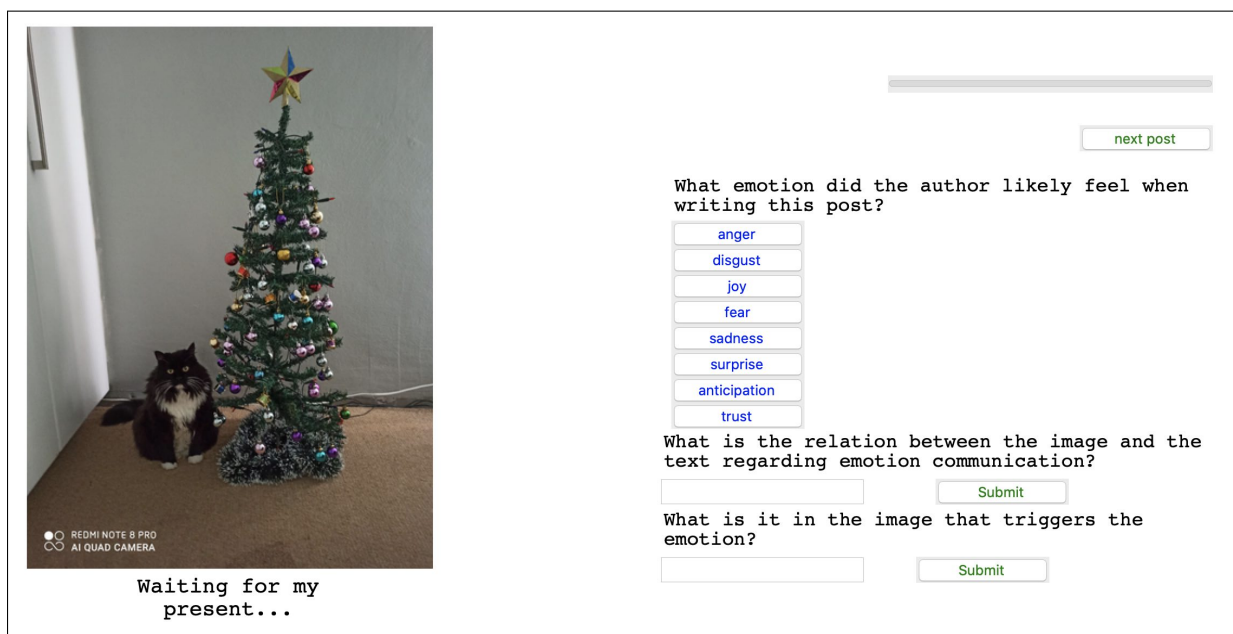 REDMI NOTE 8 PRO
AI QUAD CAMERA
Waiting for my
present...
next post
What emotion did the author likely feel when
writing this post?
anger
disgust
joy
fear
sadness
surprise
anticipation
trust
What is the relation between the image and the
text regarding emotion communication?
Submit
What is it in the image that triggers the
emotion?
Submit